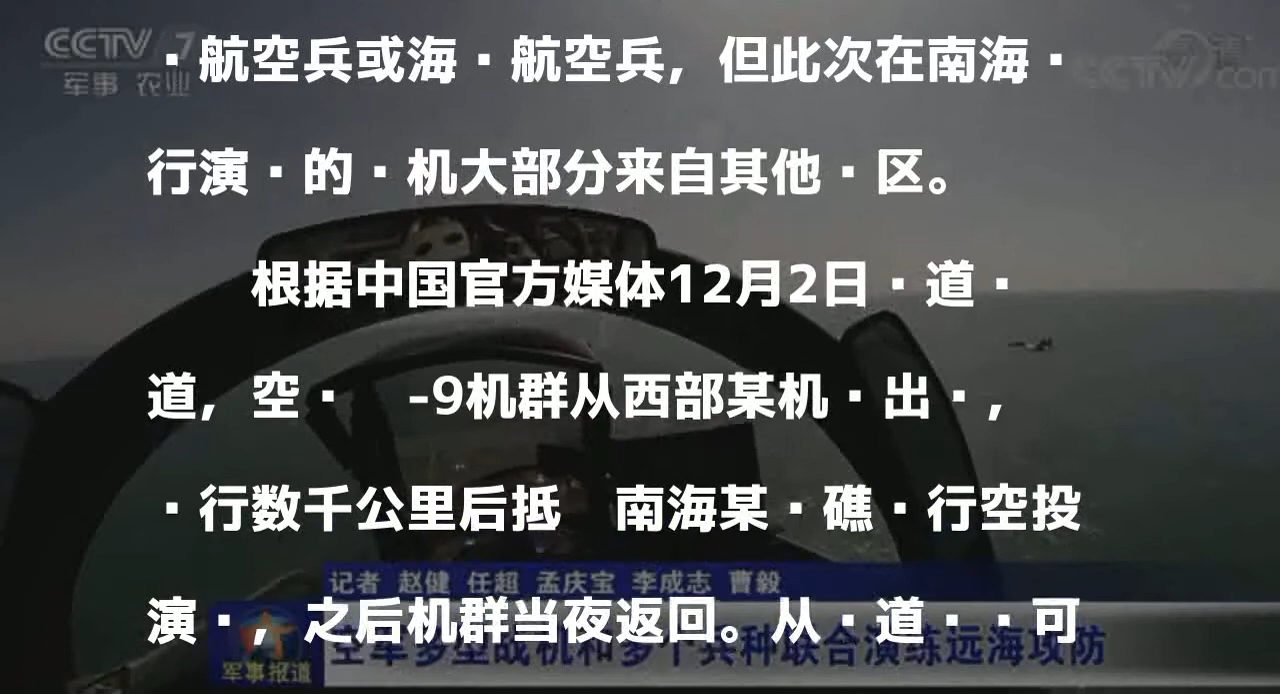 CCTV 7
军事 农业
CCTV.com
·航空兵或海·航空兵，但此次在南海·
行演·的·机大部分来自其他·区。
根据中国官方媒体12月2日·道·
道，空· -9机群从西部某机·出·，
·行数千公里后抵 南海某·礁·行空投
记者 赵健 任超 孟庆宝 李成志 曹毅
演·，之后机群当夜返回。从·道··可
空军多型战机和多个兵种联合演练远海攻防
军事报道